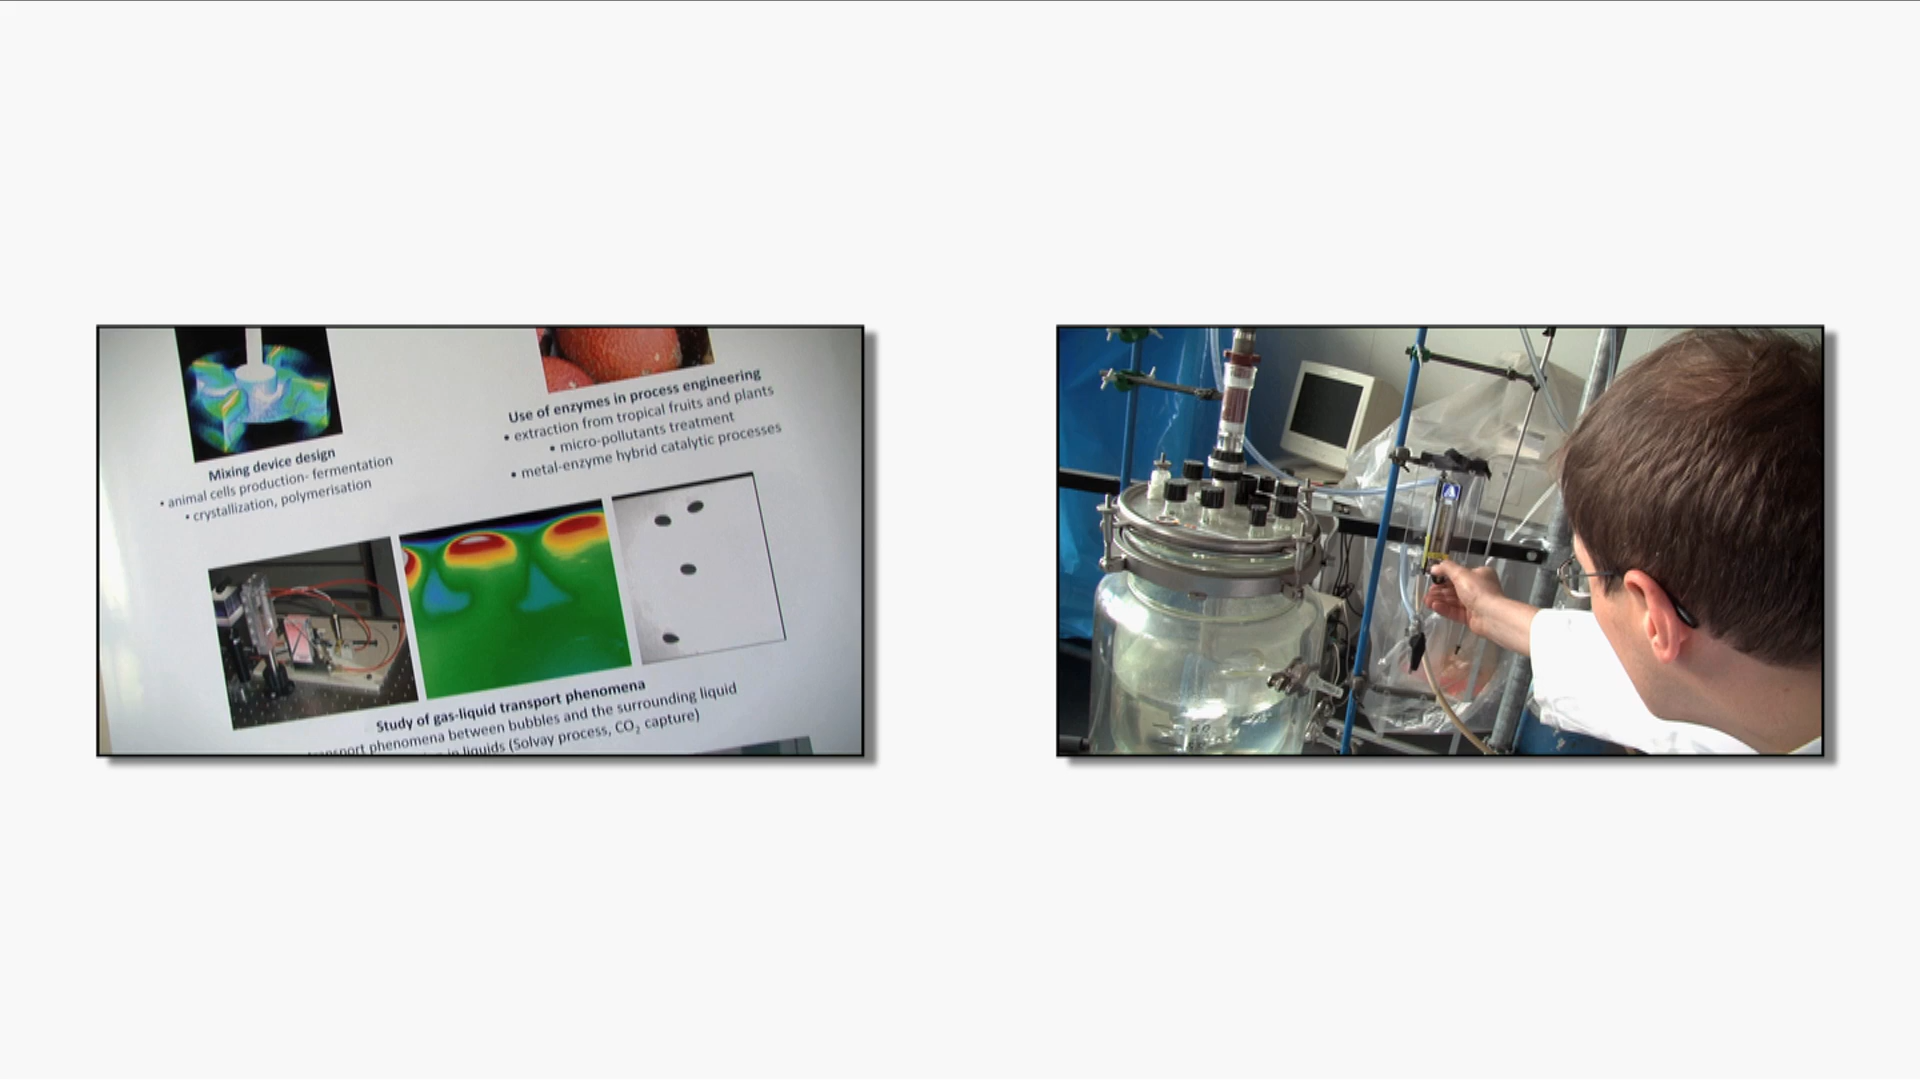 Mixing device design
• animal cells production- fermentation
• crystallization, polymerisation
Use of enzymes in process engineering
• extraction from tropical fruits and plants
• micro-pollutants treatment
• metal-enzyme hybrid catalytic processes
Study of gas-liquid transport phenomena
phenomena between bubbles and the surrounding liquid
in liquids (Solvay process, CO₂ capture)